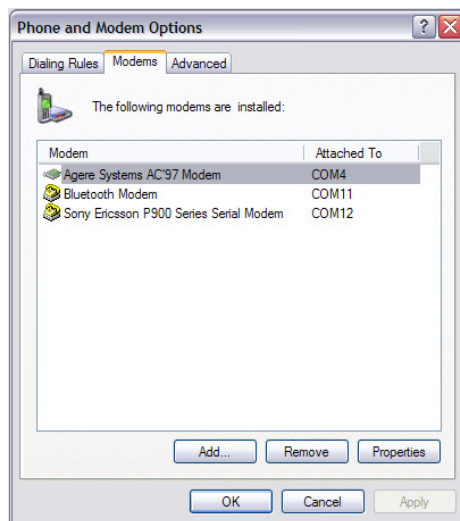 Phone and Modem Options
Dialing Rules Modems Advanced
The following modems are installed:
Modem Attached To
Agere Systems AC'97 Modem COM4
Bluetooth Modem COM11
Sony Ericsson P900 Series Serial Modem COM12
Add... Remove Properties
OK Cancel Apply